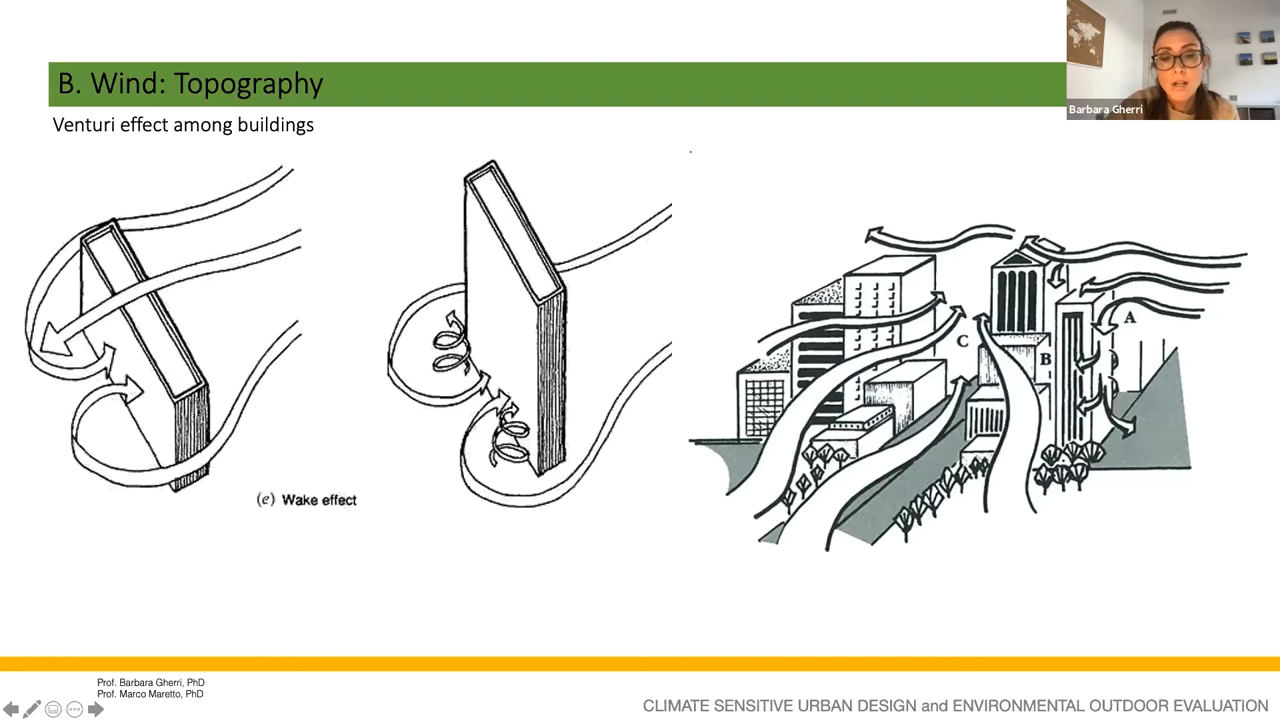 B. Wind: Topography
Barbara Gherri
Venturi effect among buildings
A
B
C
(e) Wake effect
Prof. Barbara Gherri, PhD
Prof. Marco Maretto, PhD
CLIMATE SENSITIVE URBAN DESIGN and ENVIRONMENTAL OUTDOOR EVALUATION